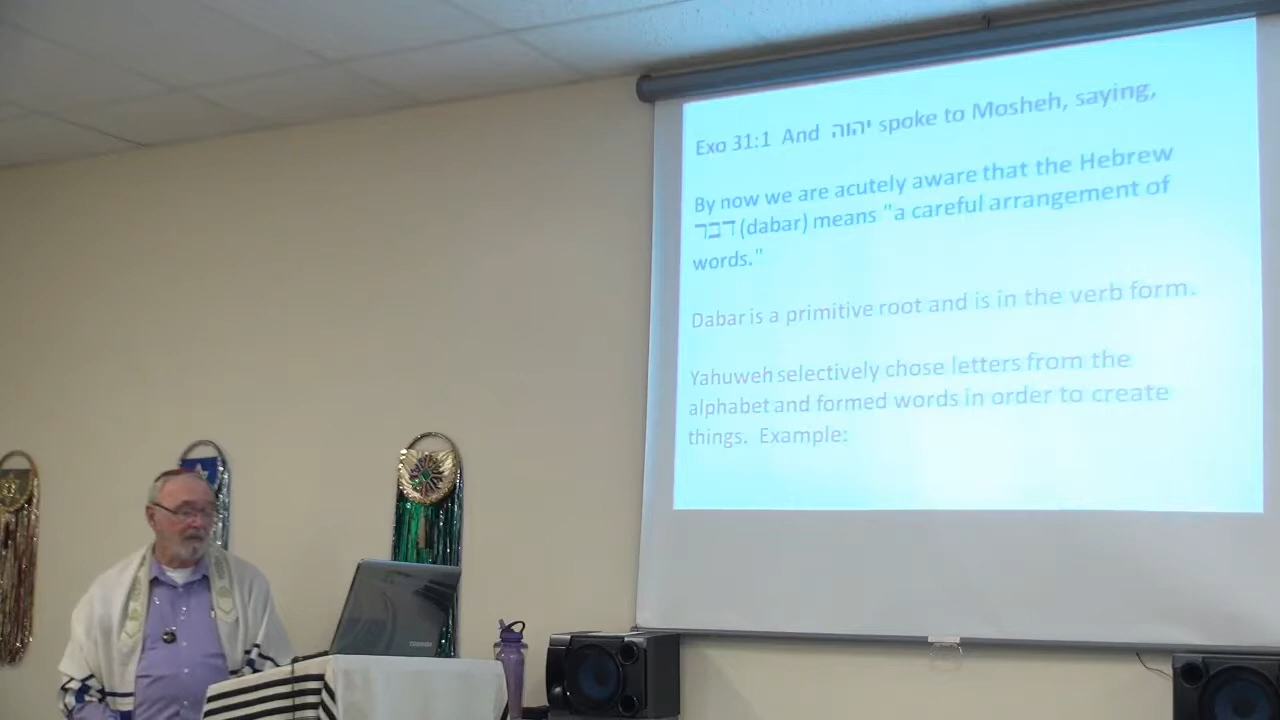 Exo 31:1 And יהוה spoke to Mosheh, saying,
By now we are acutely aware that the Hebrew
דבר (dabar) means "a careful arrangement of
words."
Dabar is a primitive root and is in the verb form.
Yahuweh selectively chose letters from the
alphabet and formed words in order to create
things. Example:
TOSHIBA